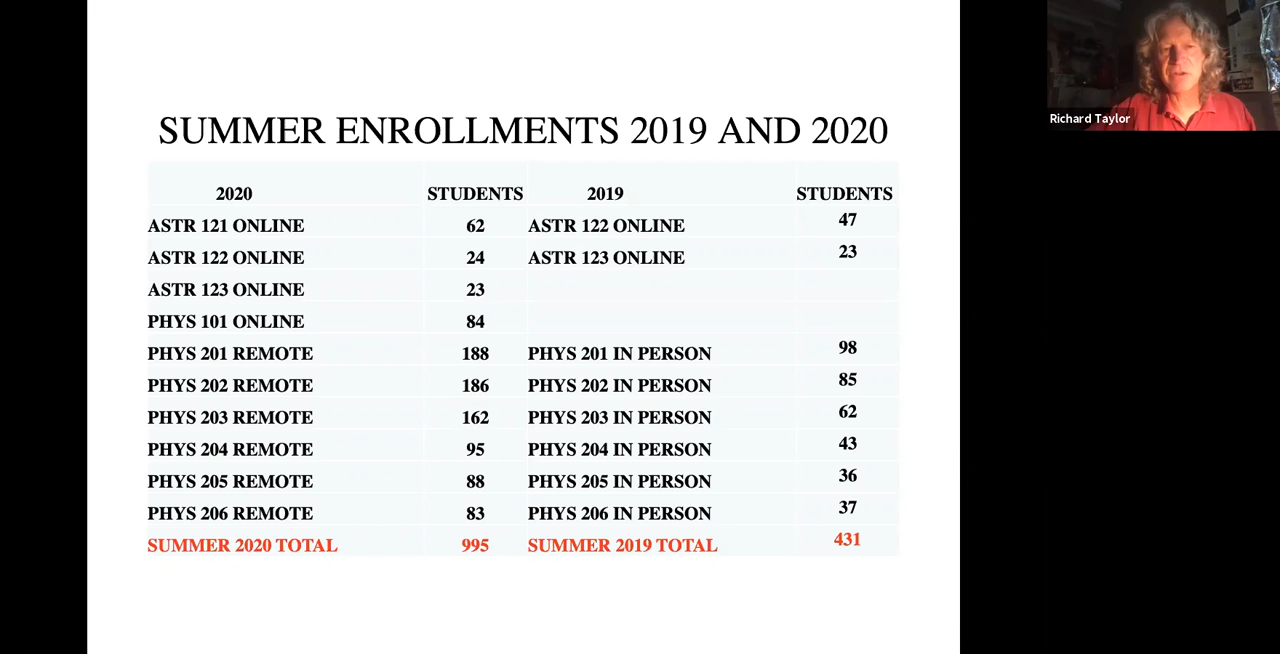 SUMMER ENROLLMENTS 2019 AND 2020
2020 STUDENTS 2019 STUDENTS
ASTR 121 ONLINE 62 ASTR 122 ONLINE 47
ASTR 122 ONLINE 24 ASTR 123 ONLINE 23
ASTR 123 ONLINE 23
PHYS 101 ONLINE 84
PHYS 201 REMOTE 188 PHYS 201 IN PERSON 98
PHYS 202 REMOTE 186 PHYS 202 IN PERSON 85
PHYS 203 REMOTE 162 PHYS 203 IN PERSON 62
PHYS 204 REMOTE 95 PHYS 204 IN PERSON 43
PHYS 205 REMOTE 88 PHYS 205 IN PERSON 36
PHYS 206 REMOTE 83 PHYS 206 IN PERSON 37
SUMMER 2020 TOTAL 995 SUMMER 2019 TOTAL 431
Richard Taylor